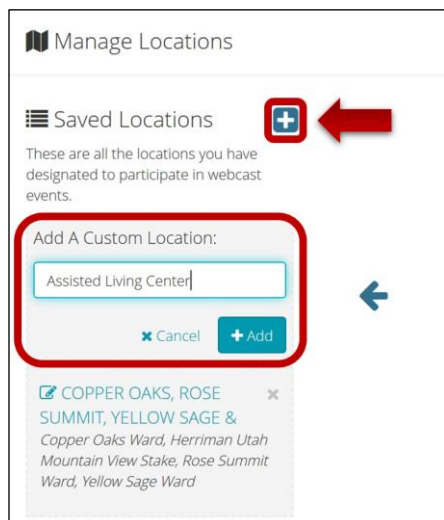 Manage Locations
Saved Locations
These are all the locations you have
designated to participate in webcast
events.
Add A Custom Location:
Assisted Living Center
Cancel
Add
COPPER OAKS, ROSE
SUMMIT, YELLOW SAGE &
Copper Oaks Ward, Herriman Utah
Mountain View Stake, Rose Summit
Ward, Yellow Sage Ward